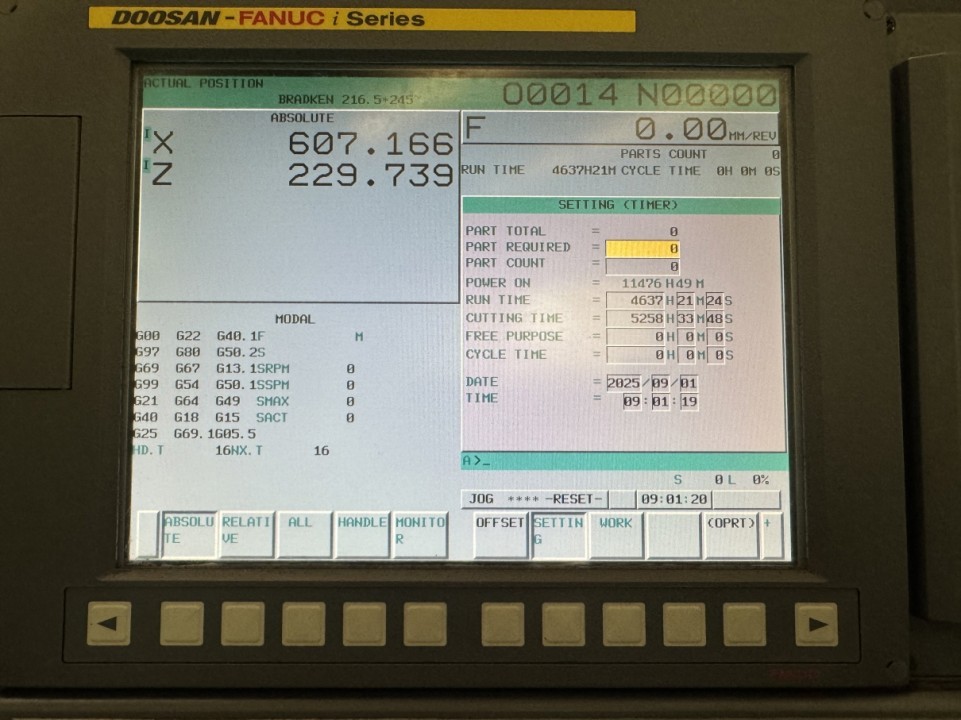 DOOSAN - FANUC i Series
ACTUAL POSITION
BRADKEN 216.5+245
O0014 N00000
ABSOLUTE
I X 607.166
I Z 229.739
F 0.00 MM/REV
PARTS COUNT 0
RUN TIME 4637H21M CYCLE TIME 0H 0M 0S
SETTING (TIMER)
PART TOTAL = 0
PART REQUIRED = 0
PART COUNT = 0
POWER ON = 11476 H 49 M
RUN TIME = 4637 H 21 M 24 S
CUTTING TIME = 5258 H 33 M 48 S
FREE PURPOSE = 0 H 0 M 0 S
CYCLE TIME = 0 H 0 M 0 S
DATE = 2025/09/01
TIME = 09:01:19
MODAL
G00 G22 G40.1 F M
G97 G80 G50.2 S
G69 G67 G13.1 SRPM 0
G99 G54 G50.1 SSPM 0
G21 G64 G49 SMAX 0
G40 G18 G15 SACT 0
G25 G69.1 G05.5
HD.T 16 NX.T 16
A>_
S 0 L 0%
JOG **** -RESET- 09:01:20
ABSOLUTE RELATIVE ALL HANDLE MONITOR
OFFSET SETTING WORK (OPRT) +